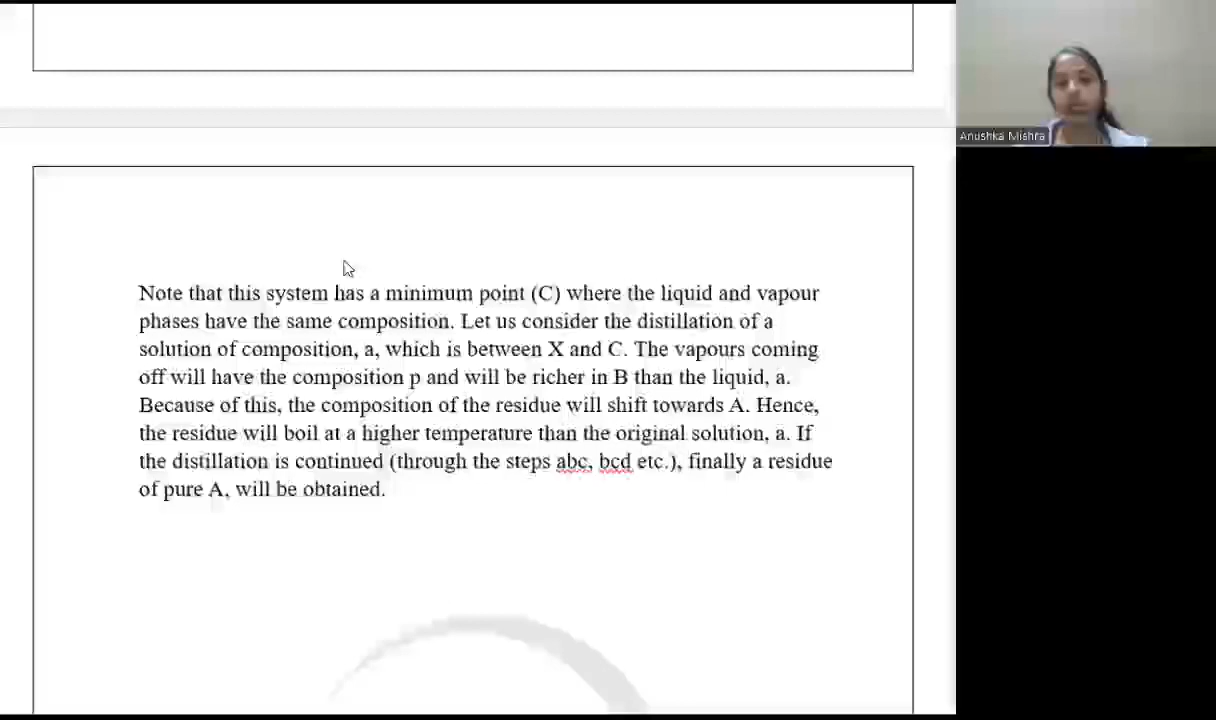 Anushka Mishra
Note that this system has a minimum point (C) where the liquid and vapour
phases have the same composition. Let us consider the distillation of a
solution of composition, a, which is between X and C. The vapours coming
off will have the composition p and will be richer in B than the liquid, a.
Because of this, the composition of the residue will shift towards A. Hence,
the residue will boil at a higher temperature than the original solution, a. If
the distillation is continued (through the steps abc, bcd etc.), finally a residue
of pure A, will be obtained.